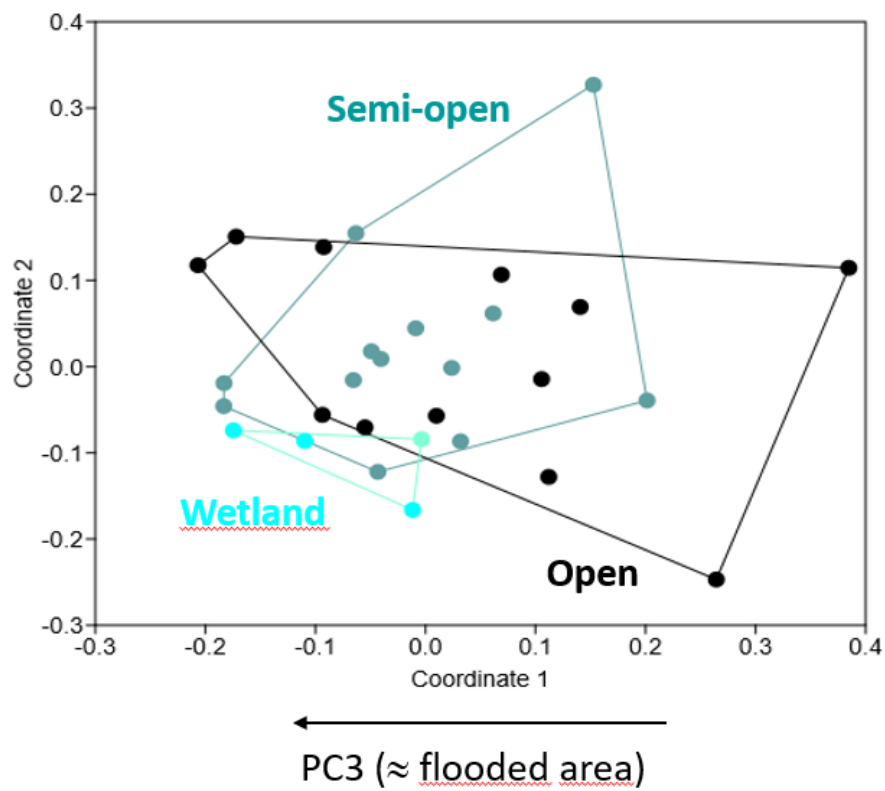 0.4
0.3
0.2
0.1
0.0
-0.1
-0.2
-0.3
Coordinate 2
Semi-open
Wetland
Open
-0.3 -0.2 -0.1 0.0 0.1 0.2 0.3 0.4
Coordinate 1
PC3 (≈ flooded area)